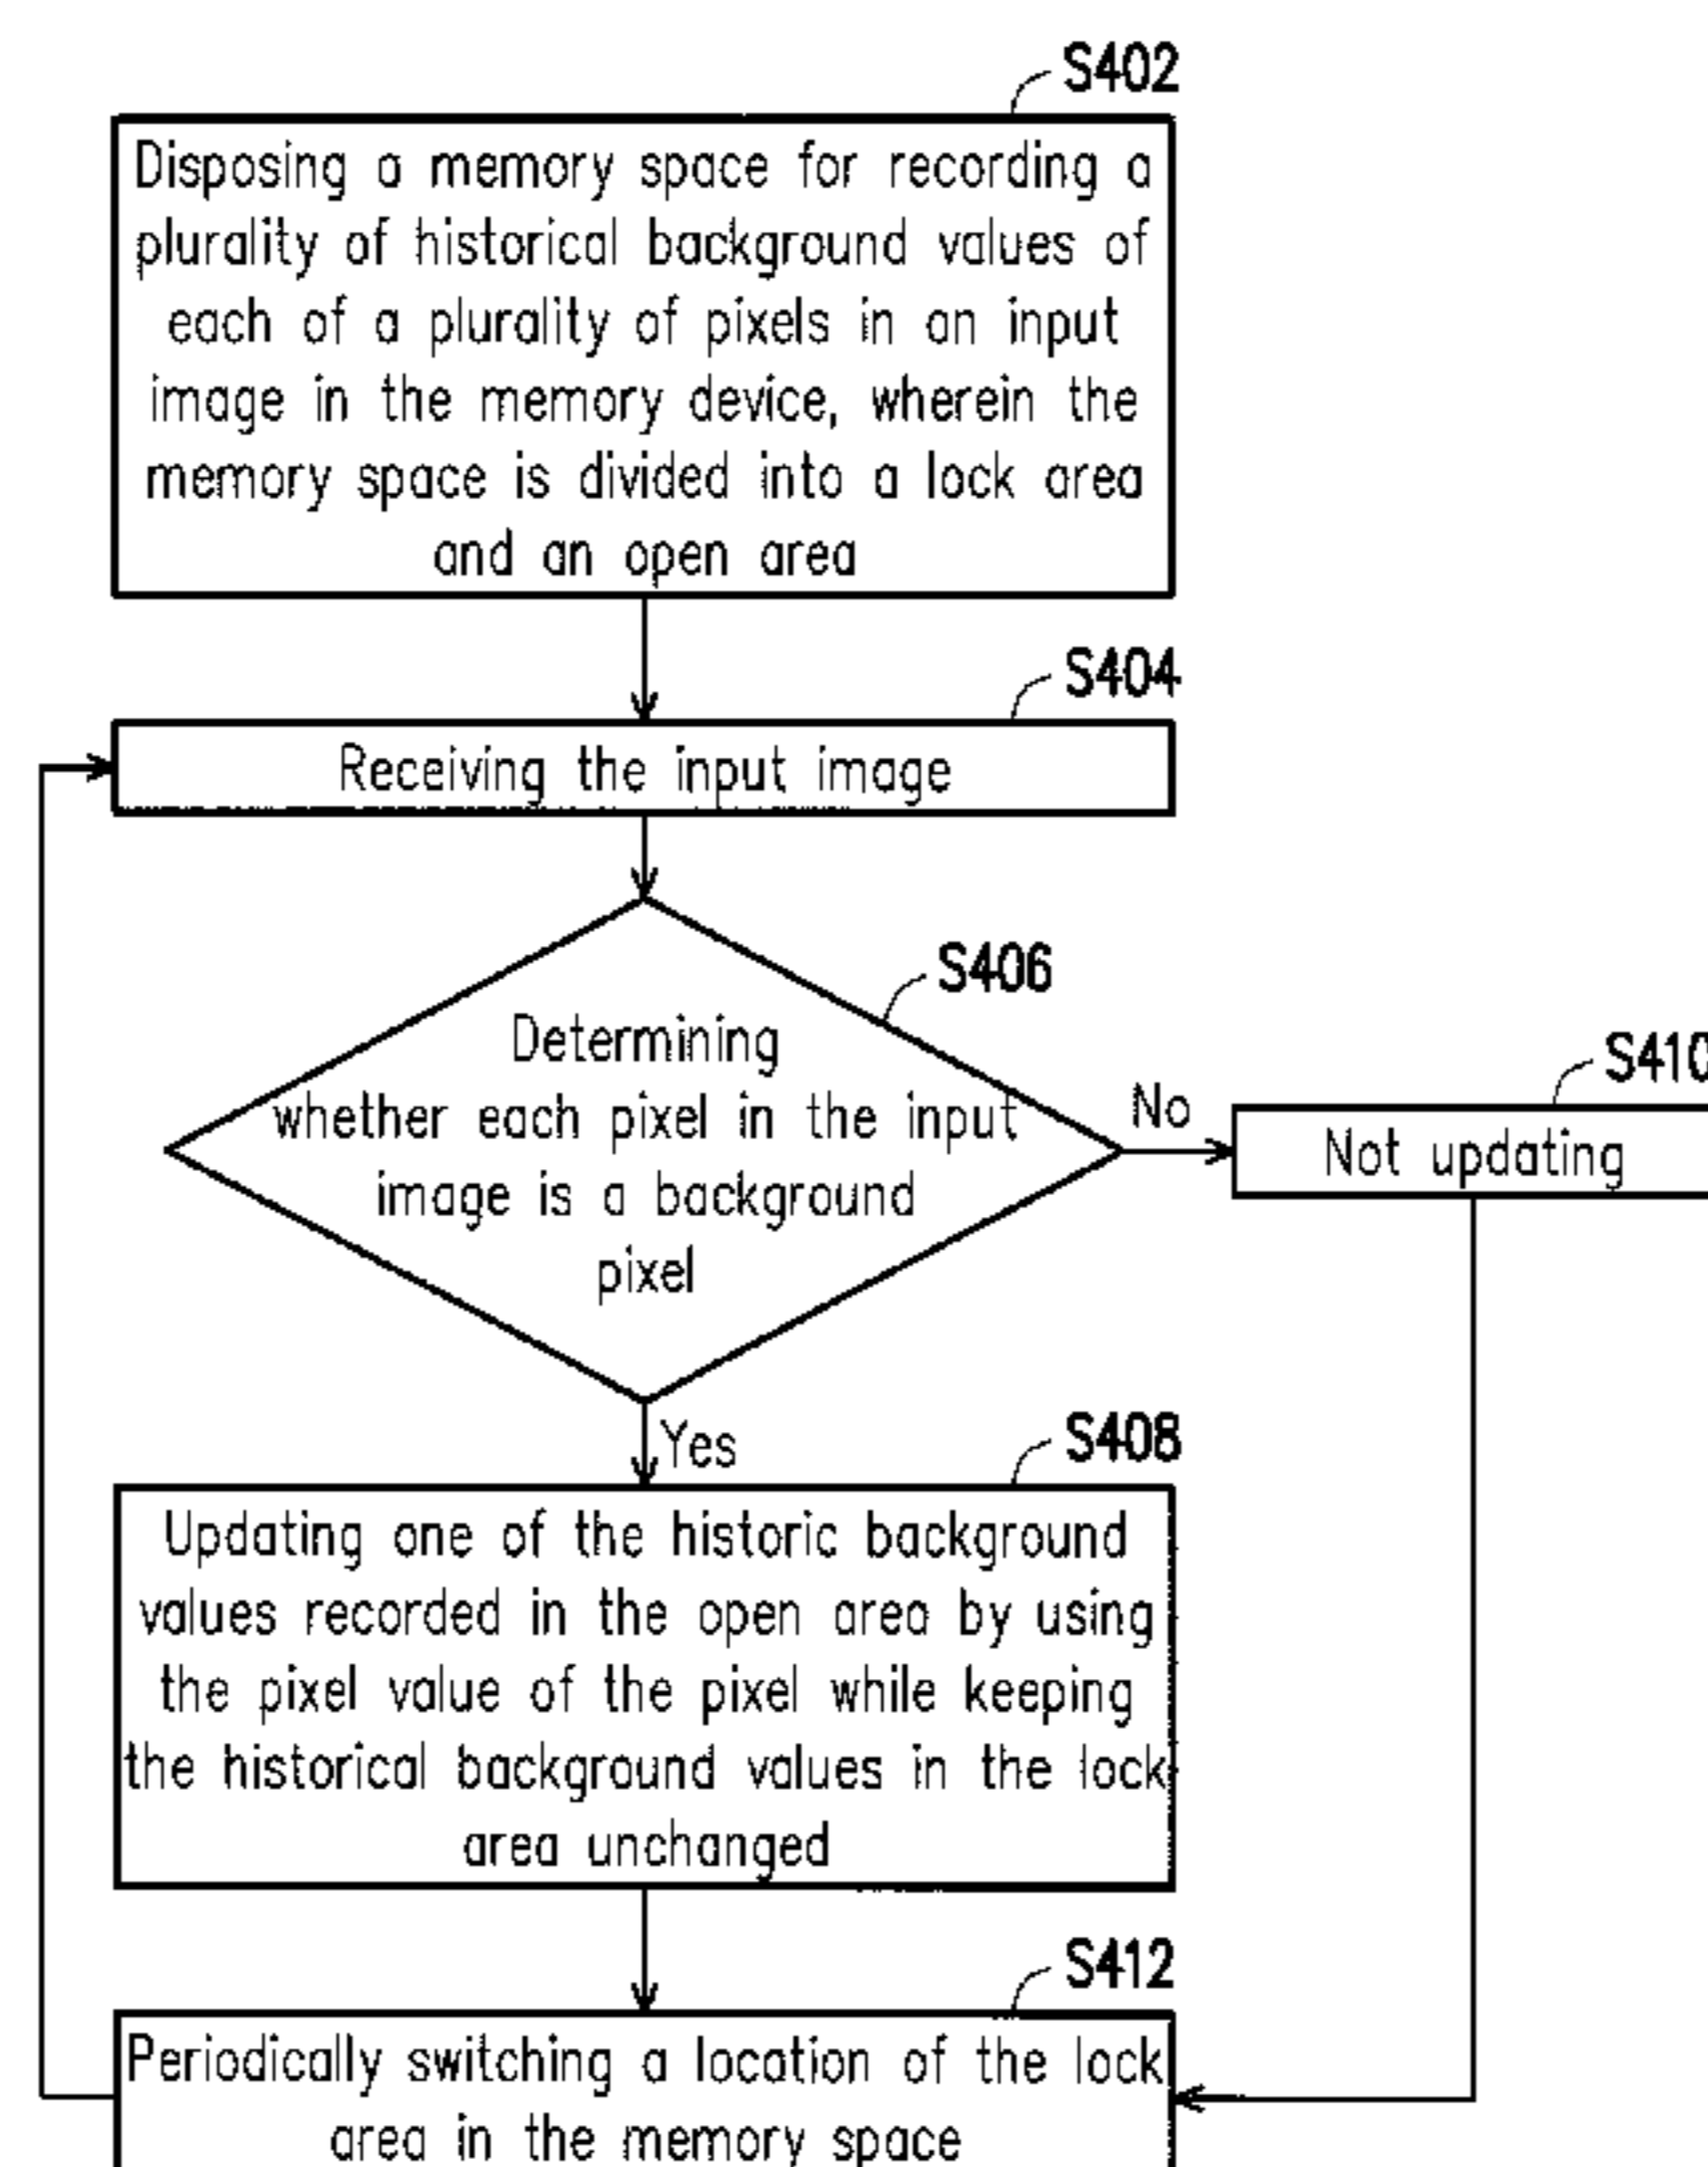 S402
Disposing a memory space for recording a
plurality of historical background values of
each of a plurality of pixels in an input
image in the memory device, wherein the
memory space is divided into a lock area
and an open area
S404
Receiving the input image
S406
Determining
whether each pixel in the input
image is a background
pixel
No
S410
Not updating
Yes
S408
Updating one of the historic background
values recorded in the open area by using
the pixel value of the pixel while keeping
the historical background values in the lock
area unchanged
S412
Periodically switching a location of the lock
area in the memory space